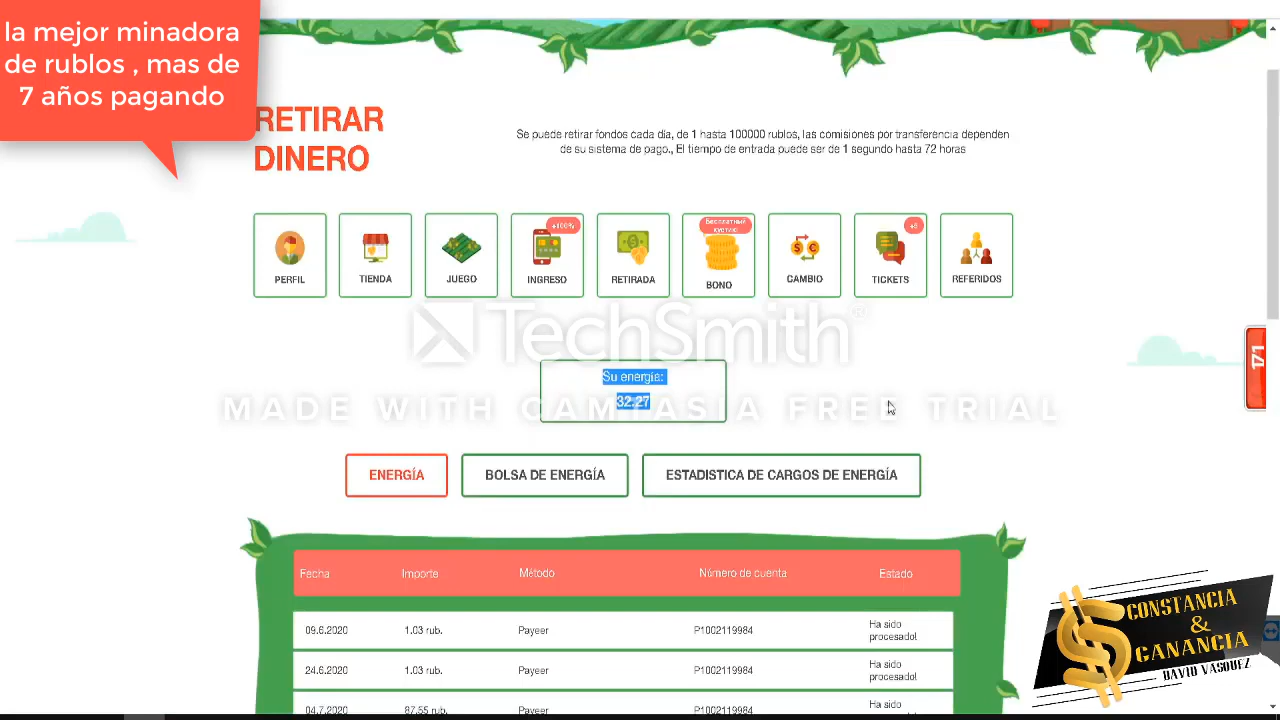 la mejor minadora
de rublos , mas de
7 años pagando
RETIRAR
DINERO
Se puede retirar fondos cada día, de 1 hasta 100000 rublos, las comisiones por transferencia dependen
de su sistema de pago., El tiempo de entrada puede ser de 1 segundo hasta 72 horas
PERFIL
TIENDA
JUEGO
+100%
INGRESO
RETIRADA
Бесплатный
кустик!
BONO
CAMBIO
+3
TICKETS
REFERIDOS
TechSmith
171
Su energía:
32.27
MADE WITH CAMTASIA FREE TRIAL
ENERGÍA
BOLSA DE ENERGÍA
ESTADISTICA DE CARGOS DE ENERGÍA
Fecha Importe Método Número de cuenta Estado
09.6.2020 1.03 rub. Payeer P1002119984 Ha sido
procesado!
24.6.2020 1.03 rub. Payeer P1002119984 Ha sido
procesado!
04.7.2020 87.55 rub. Payeer P1002119984 Ha sido
CONSTANCIA
&
GANANCIA
DAVID VASQUEZ